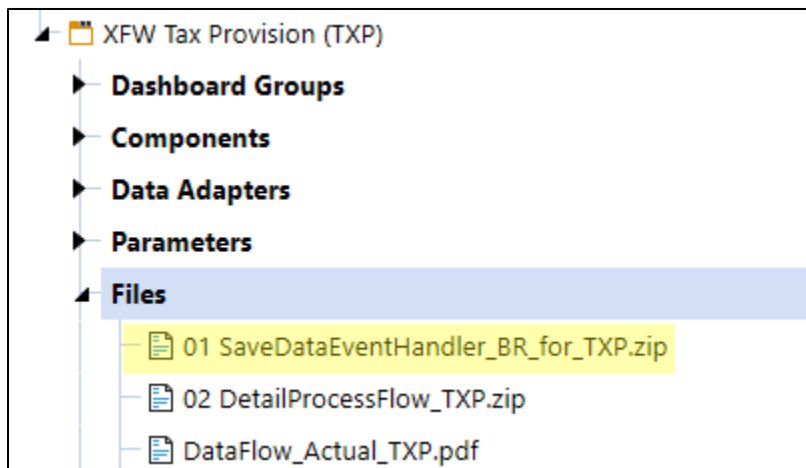 XFW Tax Provision (TXP)
Dashboard Groups
Components
Data Adapters
Parameters
Files
01 SaveDataEventHandler_BR_for_TXP.zip
02 DetailProcessFlow_TXP.zip
DataFlow_Actual_TXP.pdf